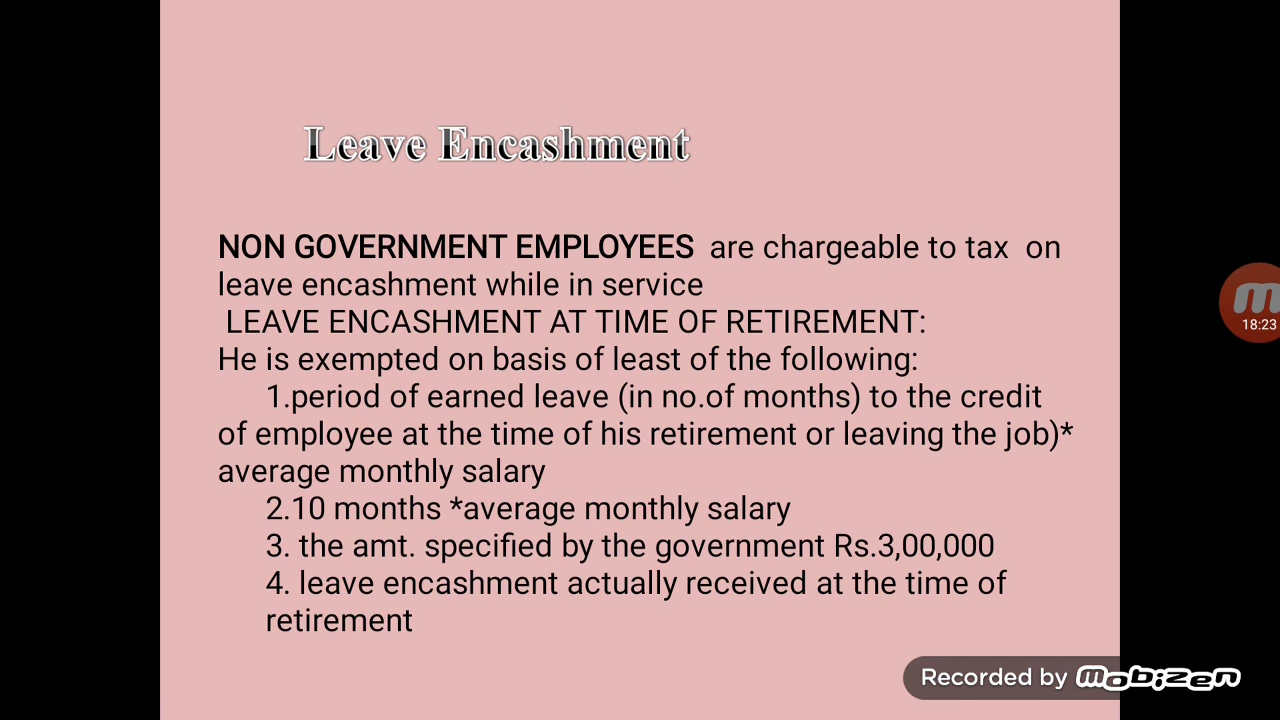 Leave Encashment
NON GOVERNMENT EMPLOYEES are chargeable to tax on
leave encashment while in service
LEAVE ENCASHMENT AT TIME OF RETIREMENT:
He is exempted on basis of least of the following:
1.period of earned leave (in no.of months) to the credit
of employee at the time of his retirement or leaving the job)*
average monthly salary
2.10 months *average monthly salary
3. the amt. specified by the government Rs.3,00,000
4. leave encashment actually received at the time of
retirement
18:23
Recorded by mobizen